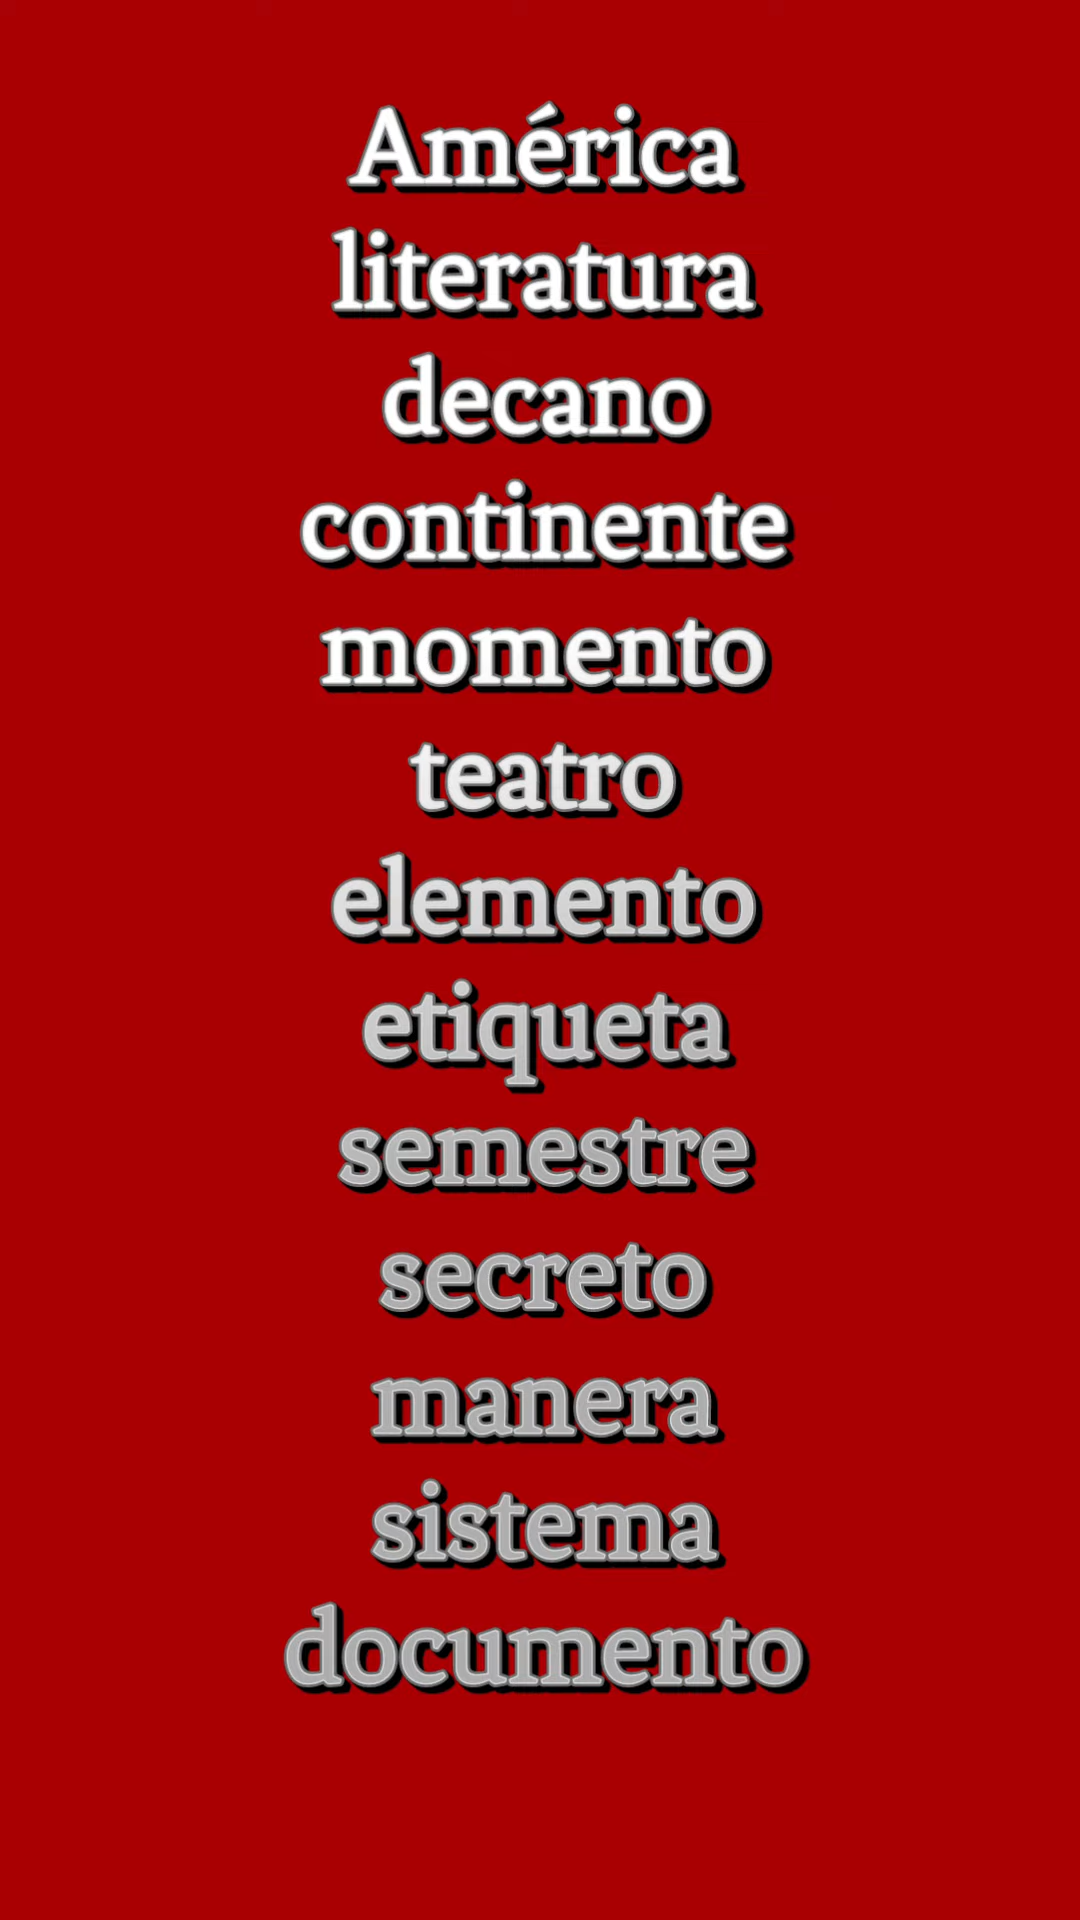 América
literatura
decano
continente
momento
teatro
elemento
etiqueta
semestre
secreto
manera
sistema
documento